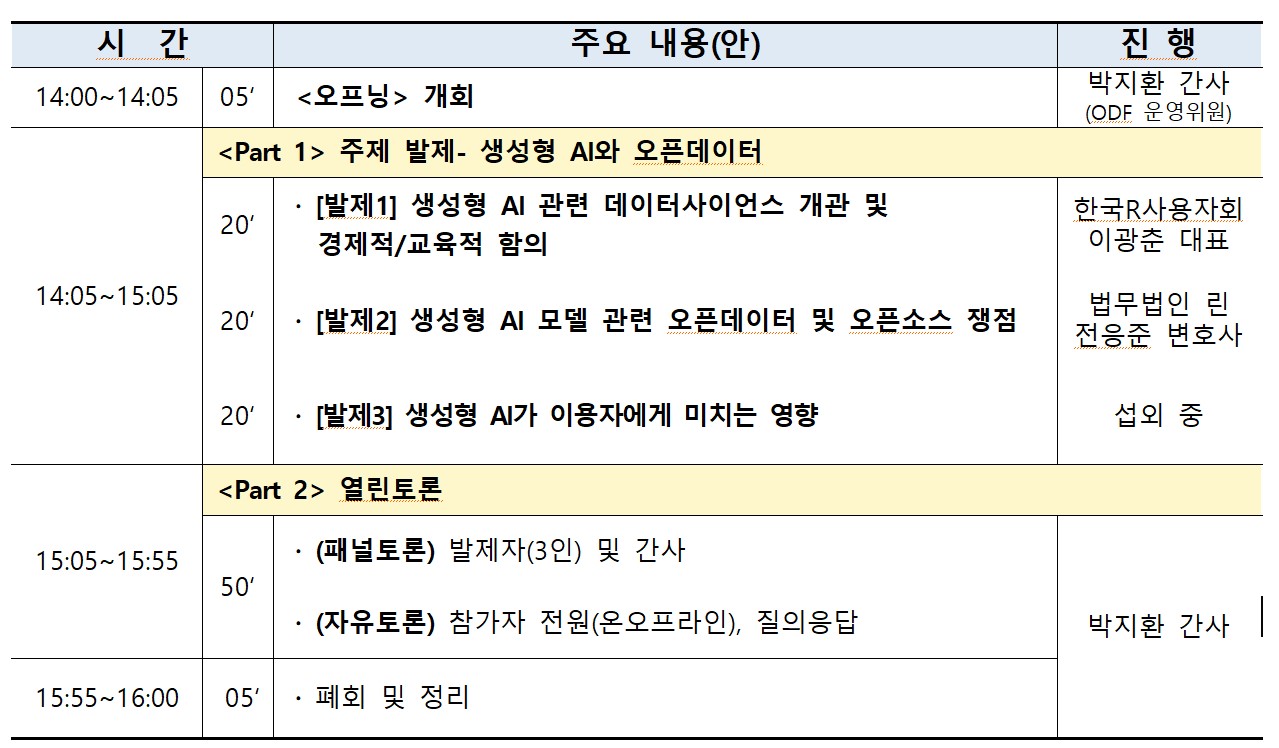 시 간 주요 내용(안) 진 행
14:00~14:05 05‘ <오프닝> 개회 박지환 간사
(ODF 운영위원)
<Part 1> 주제 발제- 생성형 AI와 오픈데이터
14:05~15:05
20‘ · [발제1] 생성형 AI 관련 데이터사이언스 개관 및
경제적/교육적 함의
한국R사용자회
이광춘 대표
20‘ · [발제2] 생성형 AI 모델 관련 오픈데이터 및 오픈소스 쟁점
법무법인 린
전응준 변호사
20‘ · [발제3] 생성형 AI가 이용자에게 미치는 영향 섭외 중
<Part 2> 열린토론
15:05~15:55
50‘
· (패널토론) 발제자(3인) 및 간사
· (자유토론) 참가자 전원(온오프라인), 질의응답
박지환 간사
15:55~16:00 05‘ · 폐회 및 정리